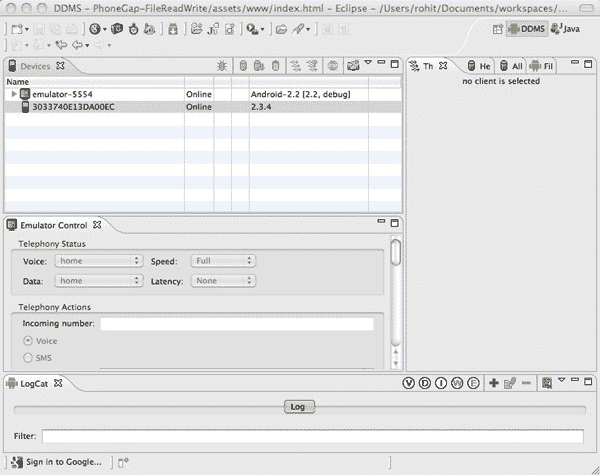 DDMS – PhoneGap-FileReadWrite/assets/www/index.html – Eclipse – /Users/rohit/Documents/workspaces/...
DDMS Java
Devices
Th He All Fil
no client is selected
Name
emulator-5554 Online Android-2.2 [2.2, debug]
3033740E13DA00EC Online 2.3.4
Emulator Control
Telephony Status
Voice: home Speed: Full
Data: home Latency: None
Telephony Actions
Incoming number:
Voice
SMS
LogCat V D I W E
Log
Filter:
Sign in to Google...